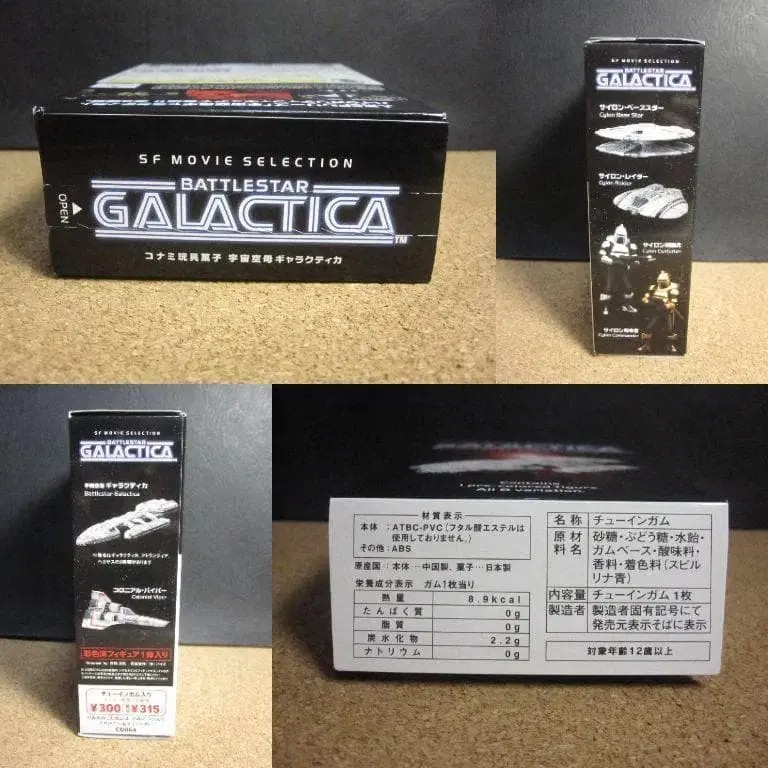 SF MOVIE SELECTION
BATTLESTAR
GALACTICA
TM
OPEN
コナミ玩具菓子 宇宙空母ギャラクティカ
SF MOVIE SELECTION
BATTLESTAR
GALACTICA
サイロン・ベーススター
Cylon Base Star
サイロン・レイダー
Cylon Raider
Cylon Centurion
Cylon Commander
SF MOVIE SELECTION
BATTLESTAR
GALACTICA
宇宙空母 ギャラクティカ
Battlestar Galactica
コロニアル・バイパー
Colonial Viper
彩色済フィギュア1体入り
チューインガム入り
¥300 ¥315
CD064
Contains
1 pre-colored figure.
All 6 variation.
材質表示
本体 :ATBC-PVC(フタル酸エステルは
使用しておりません。)
その他:ABS
原産国:本体…中国製、菓子…日本製
栄養成分表示 ガム1枚当り
熱量 8.9kcal
たんぱく質 0g
脂質 0g
炭水化物 2.2g
ナトリウム 0g
名称 チューインガム
原材料名 砂糖・ぶどう糖・水飴・
ガムベース・酸味料・
香料・着色料(スピル
リナ青)
内容量 チューインガム1枚
製造者 製造者固有記号にて
発売元表示そばに表示
対象年齢12歳以上